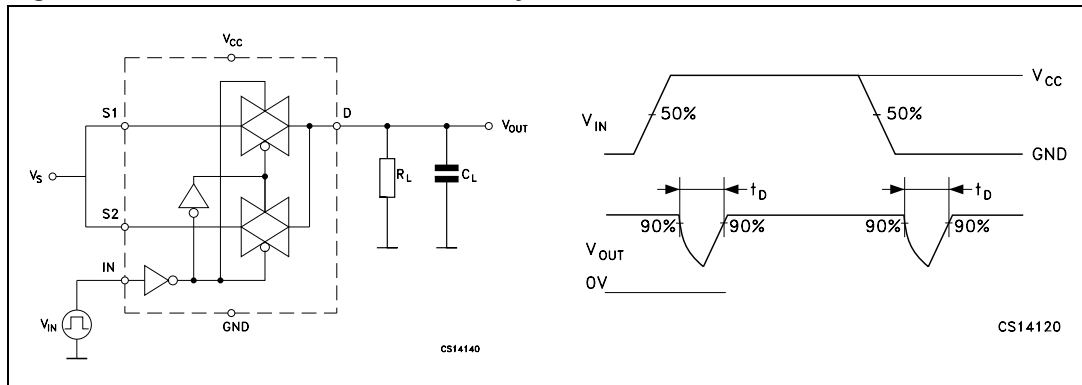 VCC
S1
D
VOUT
VS
RL
CL
S2
IN
VIN
GND
CS14140
VCC
50%
50%
VIN
GND
tD
tD
90%
90%
90%
90%
VOUT
0V
CS14120